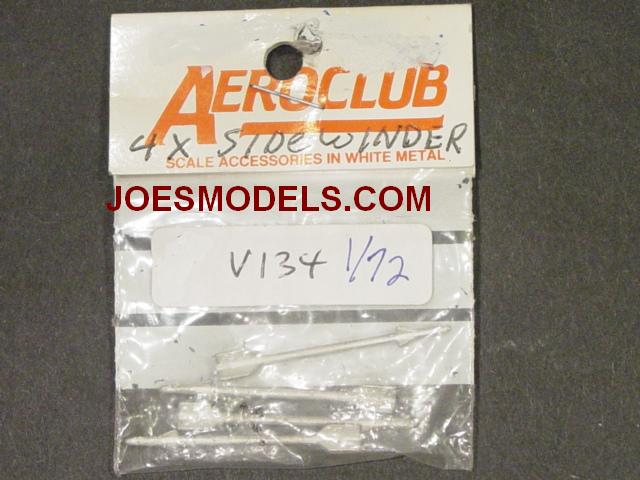 AEROCLUB
4X SIDEWINDER
SCALE ACCESSORIES IN WHITE METAL
JOESMODELS.COM
V134 1/72